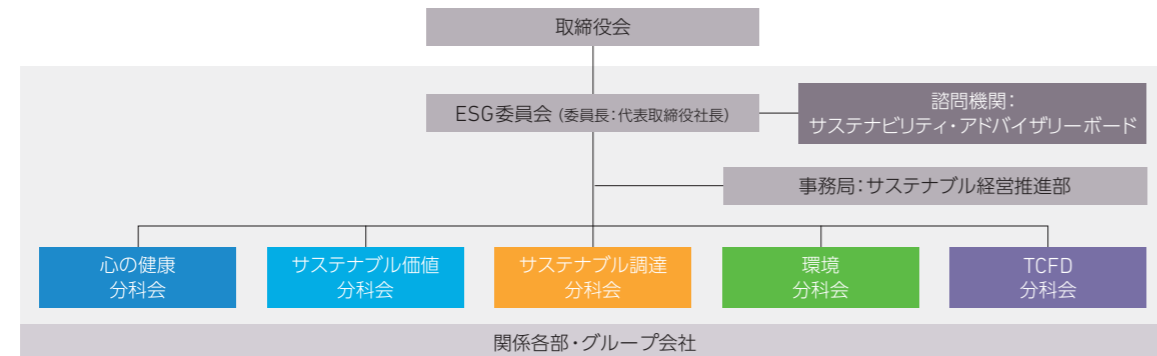 取締役会
ESG委員会 (委員長:代表取締役社長)
諮問機関:
サステナビリティ・アドバイザリーボード
事務局:サステナブル経営推進部
心の健康
分科会
サステナブル価値
分科会
サステナブル調達
分科会
環境
分科会
TCFD
分科会
関係各部・グループ会社